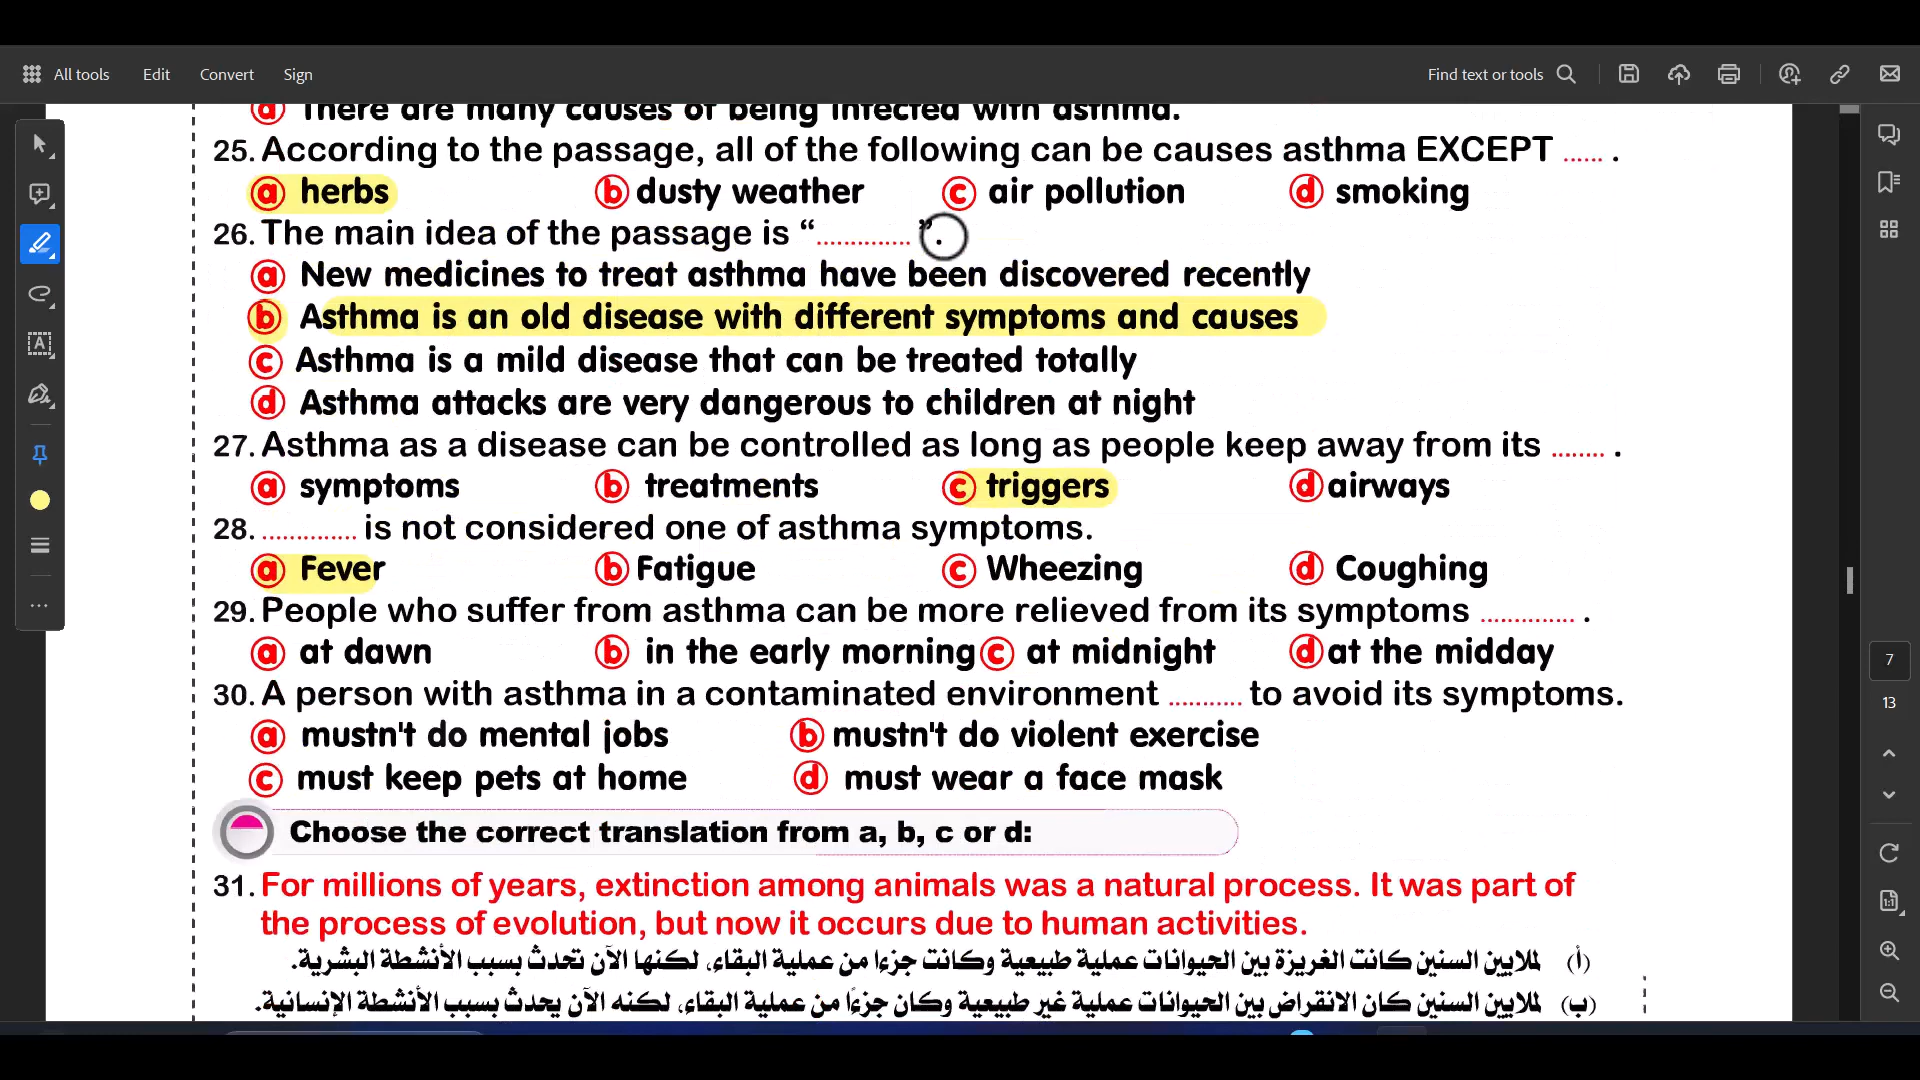 All tools Edit Convert Sign Find text or tools
a There are many causes of being infected with asthma.
25. According to the passage, all of the following can be causes asthma EXCEPT ...... .
a herbs b dusty weather c air pollution d smoking
26. The main idea of the passage is “.............. ”.
a New medicines to treat asthma have been discovered recently
b Asthma is an old disease with different symptoms and causes
c Asthma is a mild disease that can be treated totally
d Asthma attacks are very dangerous to children at night
27. Asthma as a disease can be controlled as long as people keep away from its ........ .
a symptoms b treatments c triggers d airways
28. .............. is not considered one of asthma symptoms.
a Fever b Fatigue c Wheezing d Coughing
29. People who suffer from asthma can be more relieved from its symptoms .............. .
a at dawn b in the early morning c at midnight d at the midday
30. A person with asthma in a contaminated environment ........... to avoid its symptoms.
a mustn't do mental jobs b mustn't do violent exercise
c must keep pets at home d must wear a face mask
Choose the correct translation from a, b, c or d:
31. For millions of years, extinction among animals was a natural process. It was part of
the process of evolution, but now it occurs due to human activities.
(أ) لملايين السنين كانت الغريزة بين الحيوانات عملية طبيعية وكانت جزءا من عملية البقاء، لكنها الآن تحدث بسبب الأنشطة البشرية.
(ب) لملايين السنين كان الانقراض بين الحيوانات عملية غير طبيعية وكان جزءًا من عملية البقاء، لكنه الآن يحدث بسبب الأنشطة الإنسانية.
7
13